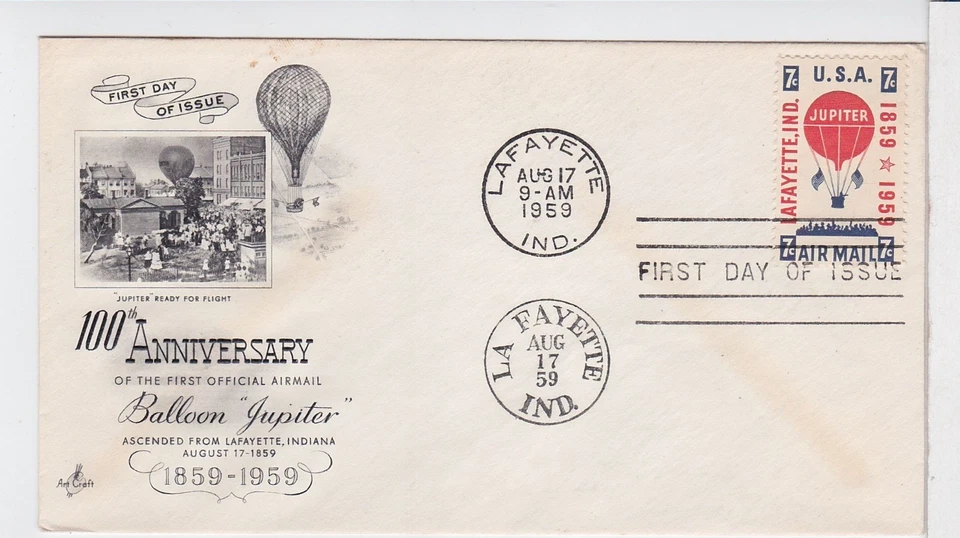 FIRST DAY
OF ISSUE
"JUPITER" READY FOR FLIGHT
100th ANNIVERSARY
OF THE FIRST OFFICIAL AIRMAIL
Balloon "Jupiter"
ASCENDED FROM LAFAYETTE, INDIANA
AUGUST 17-1859
1859-1959
Art Craft
LAFAYETTE
AUG 17
9-AM
1959
IND.
LA FAYETTE
AUG
17
59
IND.
7c U.S.A. 7c
LAFAYETTE, IND.
JUPITER
1859 ☆ 1959
7c AIR MAIL 7c
FIRST DAY OF ISSUE